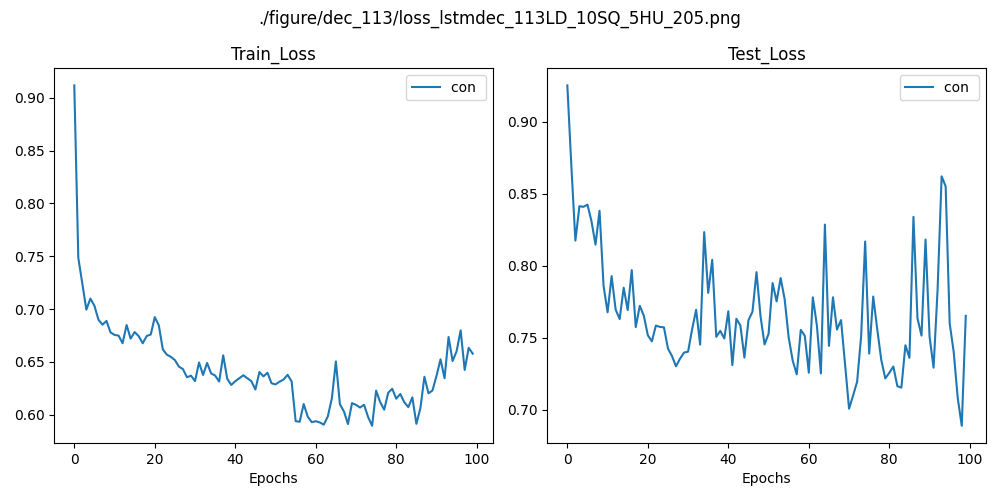 ./figure/dec_113/loss_lstmdec_113LD_10SQ_5HU_205.png
Train_Loss
con
0.90
0.85
0.80
0.75
0.70
0.65
0.60
0 20 40 60 80 100
Epochs
Test_Loss
con
0.90
0.85
0.80
0.75
0.70
0 20 40 60 80 100
Epochs